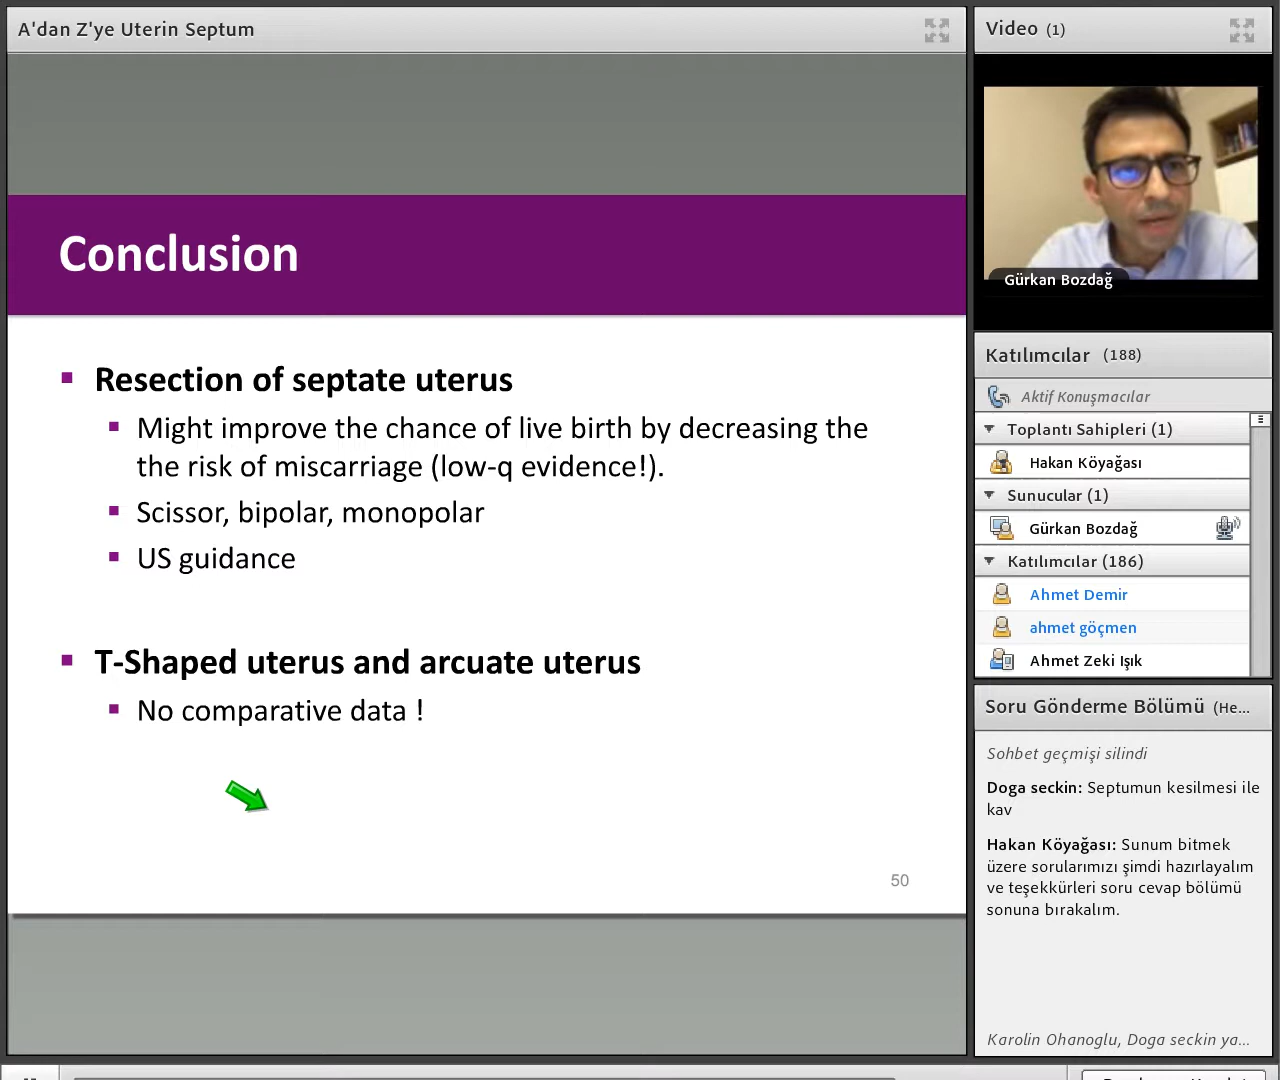 A'dan Z'ye Uterin Septum
Conclusion
Resection of septate uterus
Might improve the chance of live birth by decreasing the
the risk of miscarriage (low-q evidence!).
Scissor, bipolar, monopolar
US guidance
T-Shaped uterus and arcuate uterus
No comparative data !
50
Video (1)
Gürkan Bozdağ
Katılımcılar (188)
Aktif Konuşmacılar
Toplantı Sahipleri (1)
Hakan Köyağası
Sunucular (1)
Gürkan Bozdağ
Katılımcılar (186)
Ahmet Demir
ahmet göçmen
Ahmet Zeki Işık
Soru Gönderme Bölümü (He...
Sohbet geçmişi silindi
Doga seckin: Septumun kesilmesi ile
kav
Hakan Köyağası: Sunum bitmek
üzere sorularımızı şimdi hazırlayalım
ve teşekkürleri soru cevap bölümü
sonuna bırakalım.
Karolin Ohanoglu, Doga seckin ya...